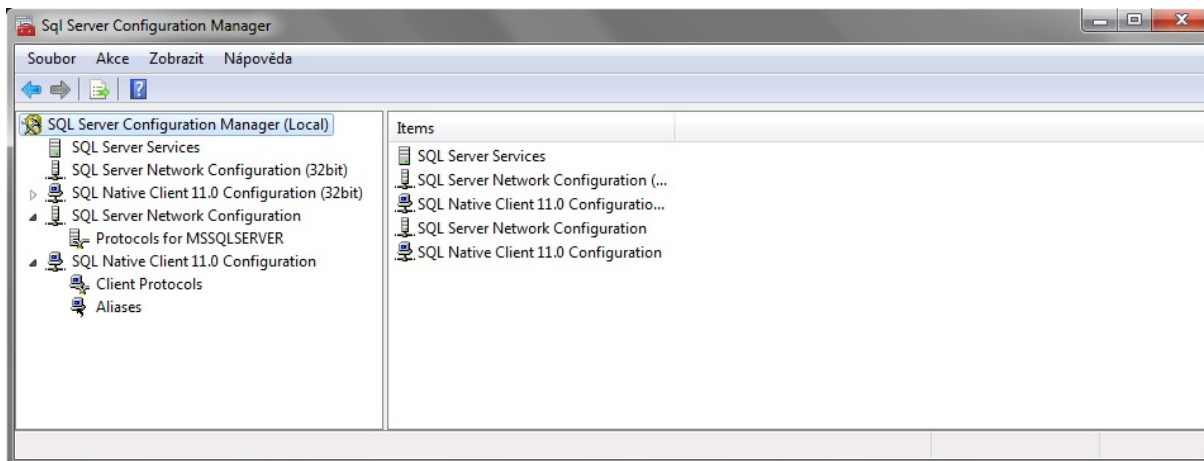 Sql Server Configuration Manager
Soubor Akce Zobrazit Nápověda
SQL Server Configuration Manager (Local)
SQL Server Services
SQL Server Network Configuration (32bit)
SQL Native Client 11.0 Configuration (32bit)
SQL Server Network Configuration
Protocols for MSSQLSERVER
SQL Native Client 11.0 Configuration
Client Protocols
Aliases
Items
SQL Server Services
SQL Server Network Configuration (...
SQL Native Client 11.0 Configuratio...
SQL Server Network Configuration
SQL Native Client 11.0 Configuration